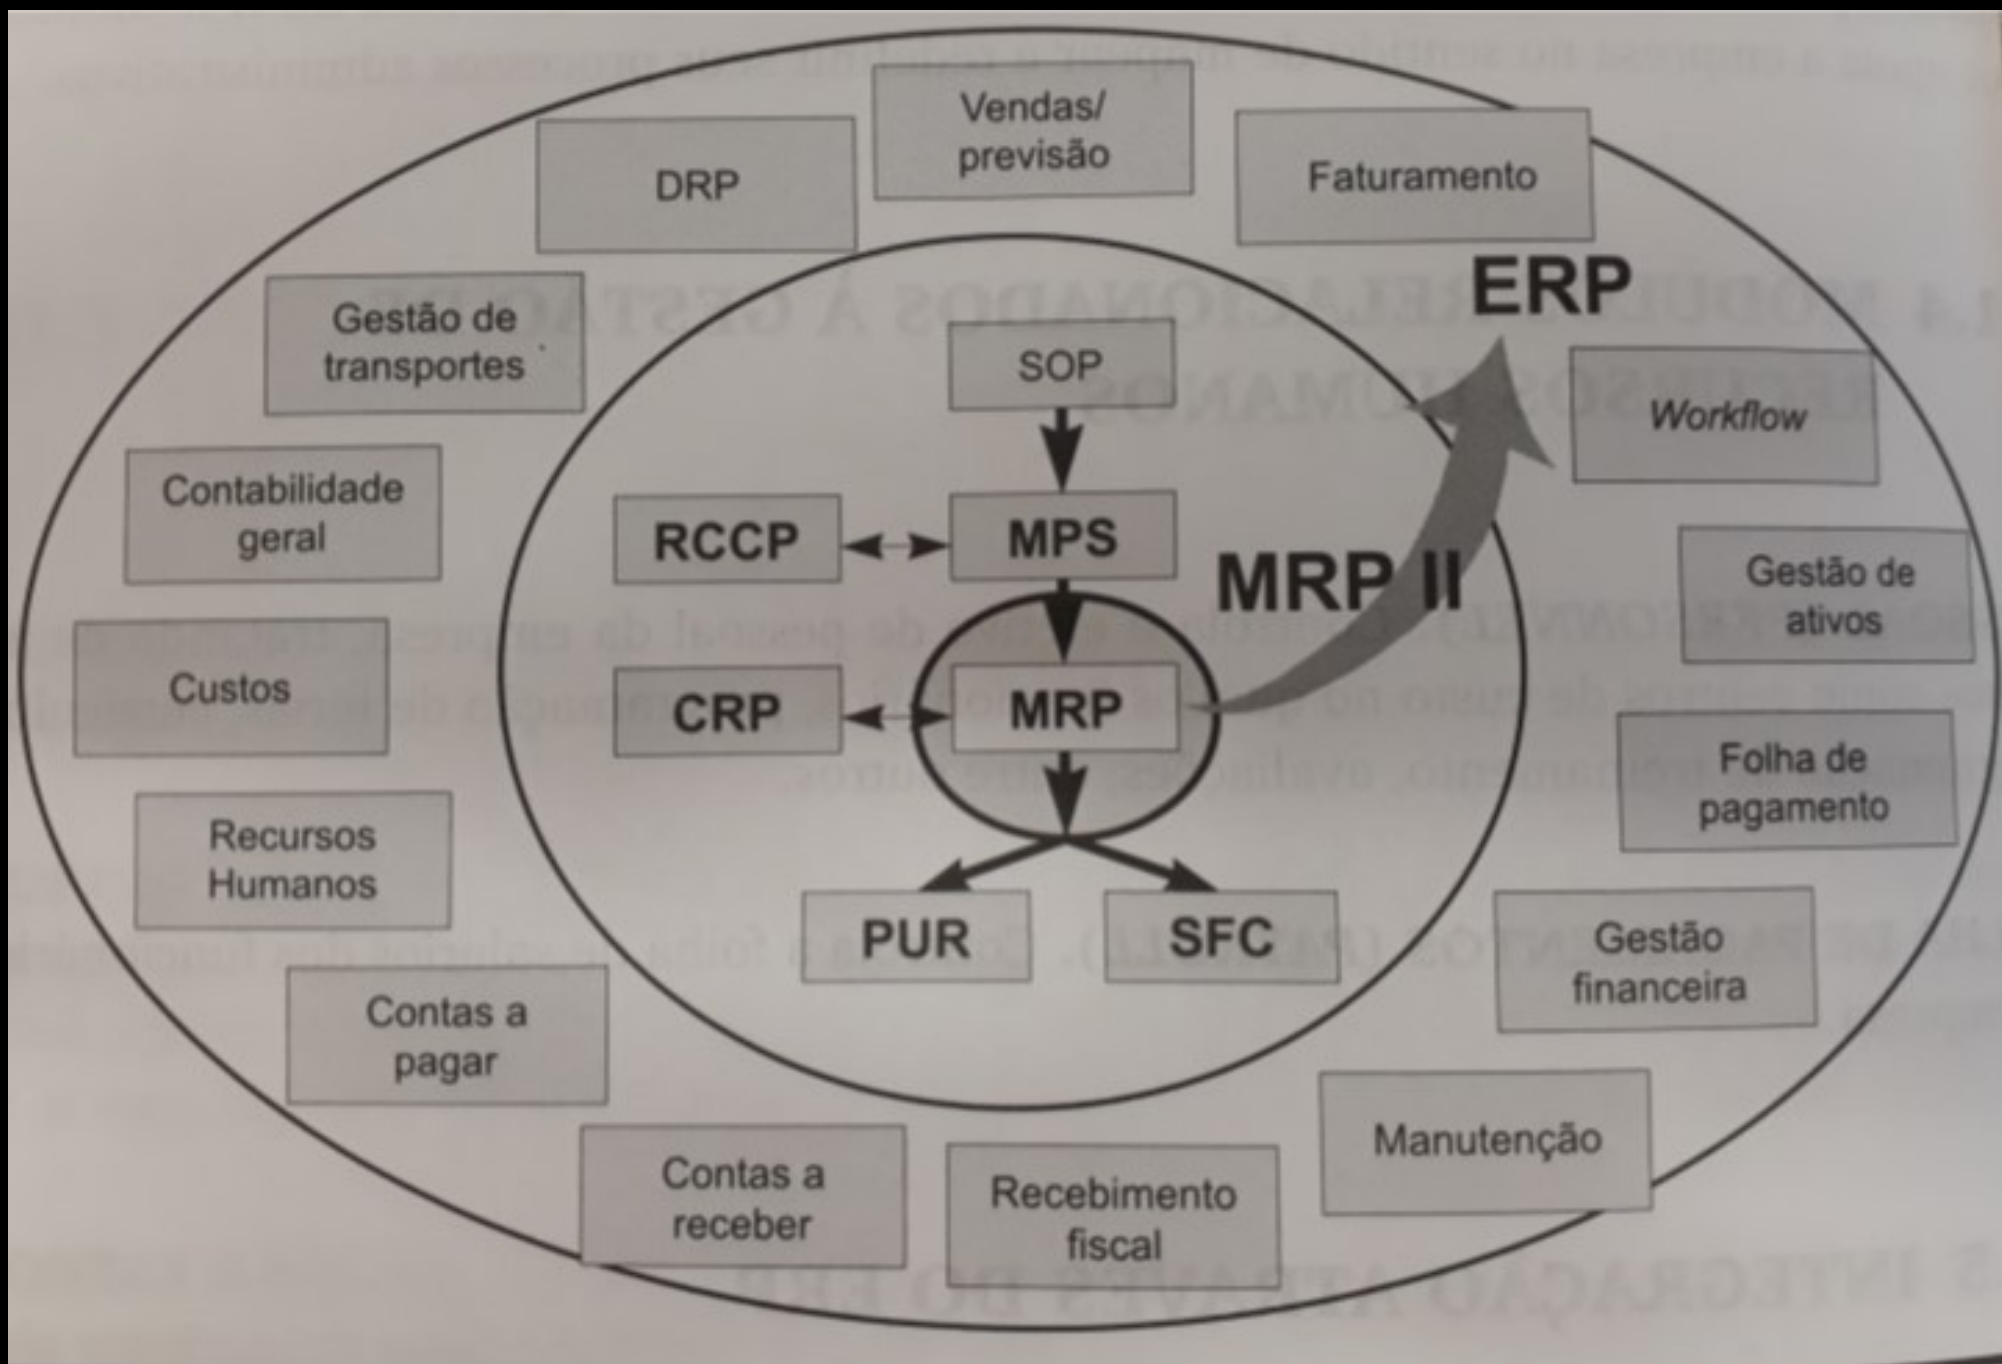 Vendas/
previsão
DRP
Faturamento
ERP
Gestão de
transportes
SOP
Workflow
Contabilidade
geral
RCCP
MPS
MRP II
Gestão de
ativos
Custos
CRP
MRP
Folha de
pagamento
Recursos
Humanos
PUR
SFC
Gestão
financeira
Contas a
pagar
Manutenção
Contas a
receber
Recebimento
fiscal